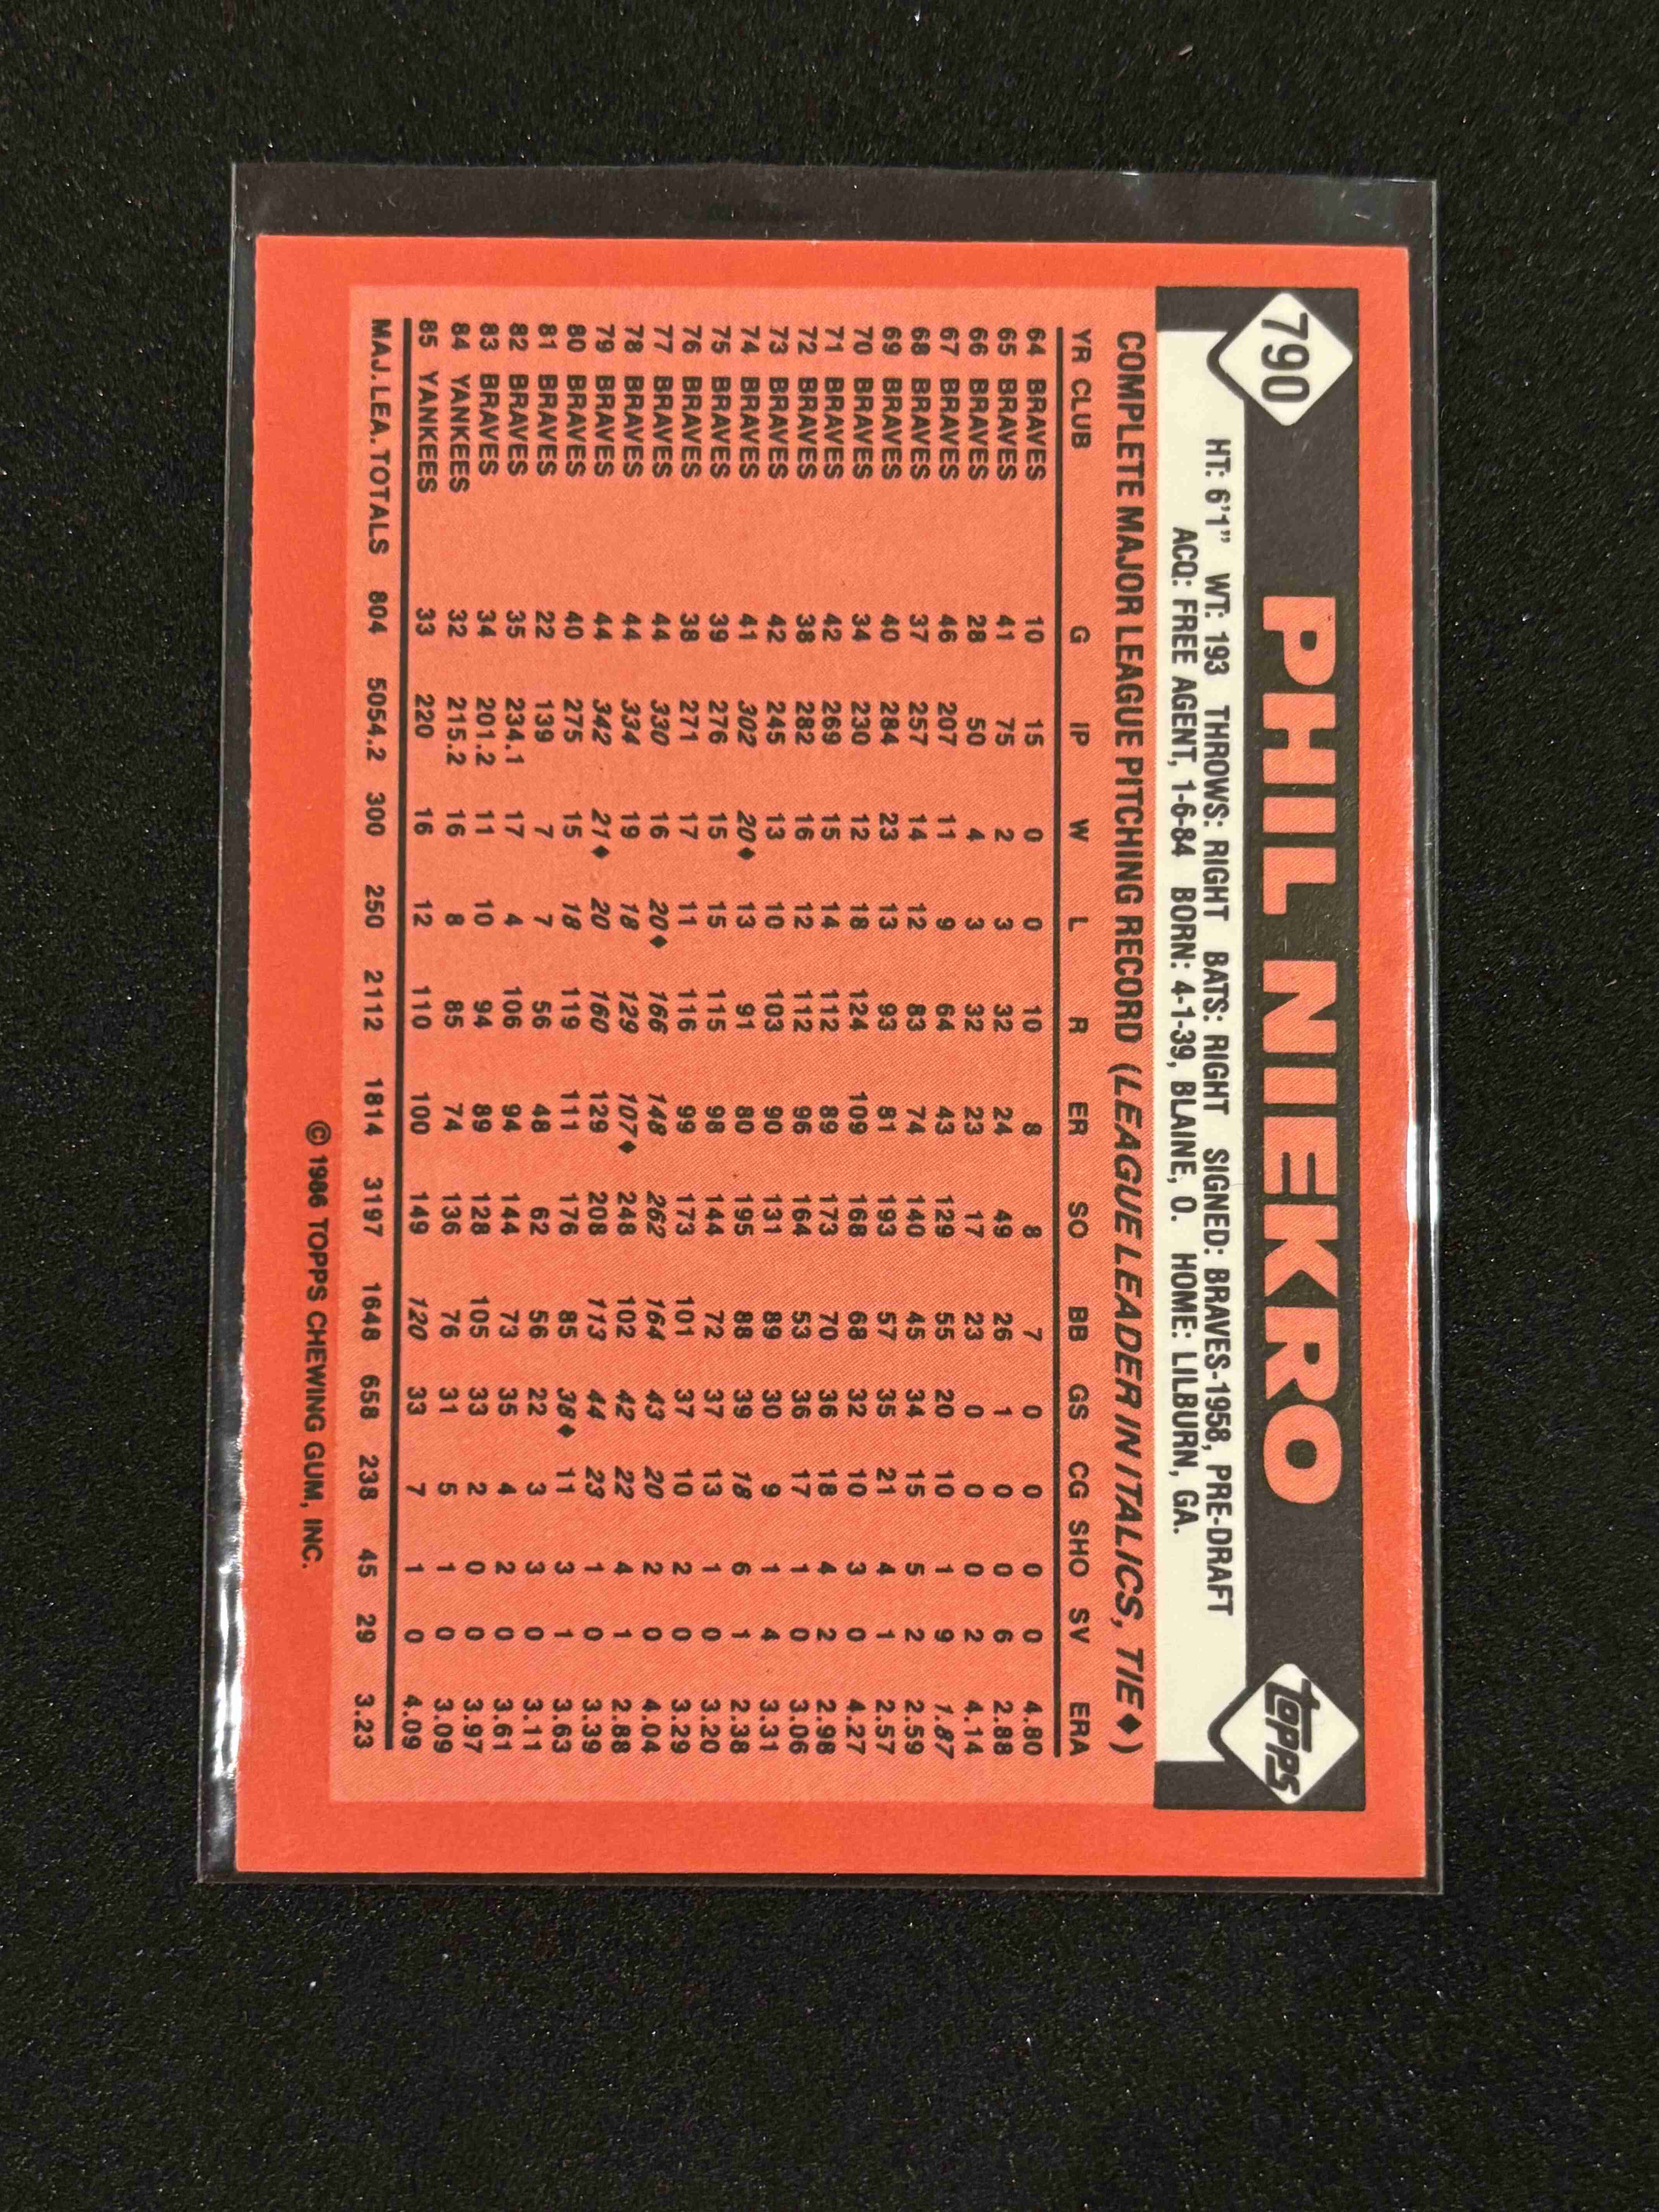 790 PHIL NIEKRO topps
HT: 6'1" WT: 193 THROWS: RIGHT BATS: RIGHT SIGNED: BRAVES-1958, PRE-DRAFT
ACQ: FREE AGENT, 1-6-84 BORN: 4-1-39, BLAINE, O. HOME: LILBURN, GA.
COMPLETE MAJOR LEAGUE PITCHING RECORD (LEAGUE LEADER IN ITALICS, TIE♦)
YR CLUB G IP W L R ER SO BB GS CG SHO SV ERA
64 BRAVES 10 15 0 0 10 8 8 7 0 0 0 0 4.80
65 BRAVES 41 75 2 3 32 24 49 26 1 0 0 6 2.88
66 BRAVES 28 50 4 3 32 23 17 23 0 0 0 2 4.14
67 BRAVES 46 207 11 9 64 43 129 55 20 10 1 9 1.87
68 BRAVES 37 257 14 12 83 74 140 45 34 15 5 2 2.59
69 BRAVES 40 284 23 13 93 81 193 57 35 21 4 1 2.57
70 BRAVES 34 230 12 18 124 109 168 68 32 10 3 0 4.27
71 BRAVES 42 269 15 14 112 89 173 70 36 18 4 2 2.98
72 BRAVES 38 282 16 12 112 96 164 53 36 17 1 0 3.06
73 BRAVES 42 245 13 10 103 90 131 89 30 9 1 4 3.31
74 BRAVES 41 302 20♦ 13 91 80 195 88 39 18 6 1 2.38
75 BRAVES 39 276 15 15 115 98 144 72 37 13 1 0 3.20
76 BRAVES 38 271 17 11 116 99 173 101 37 10 2 0 3.29
77 BRAVES 44 330 16 20♦ 166 148 262 164 43 20 2 0 4.04
78 BRAVES 44 334 19 18 129 107♦ 248 102 42 22 4 1 2.88
79 BRAVES 44 342 21♦ 20 160 129 208 113 44 23 1 0 3.39
80 BRAVES 40 275 15 18 119 111 176 85 38♦ 11 3 1 3.63
81 BRAVES 22 139 7 7 56 48 62 56 22 3 3 0 3.11
82 BRAVES 35 234.1 17 4 106 94 144 73 35 4 2 0 3.61
83 BRAVES 34 201.2 11 10 94 89 128 105 33 2 0 0 3.97
84 YANKEES 32 215.2 16 8 85 74 136 76 31 5 1 0 3.09
85 YANKEES 33 220 16 12 110 100 149 120 33 7 1 0 4.09
MAJ. LEA. TOTALS 804 5054.2 300 250 2112 1814 3197 1648 658 238 45 29 3.23
© 1986 TOPPS CHEWING GUM, INC.